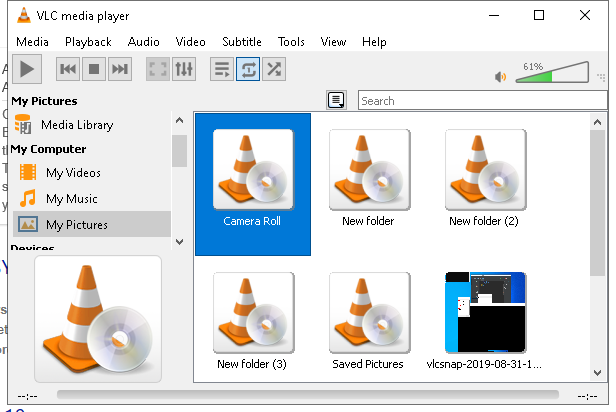 VLC media player
Media Playback Audio Video Subtitle Tools View Help
61%
My Pictures
Search
Media Library
My Computer
My Videos
My Music
My Pictures
Devices
Camera Roll
New folder
New folder (2)
New folder (3)
Saved Pictures
vlcsnap-2019-08-31-1...
--:--
--:--